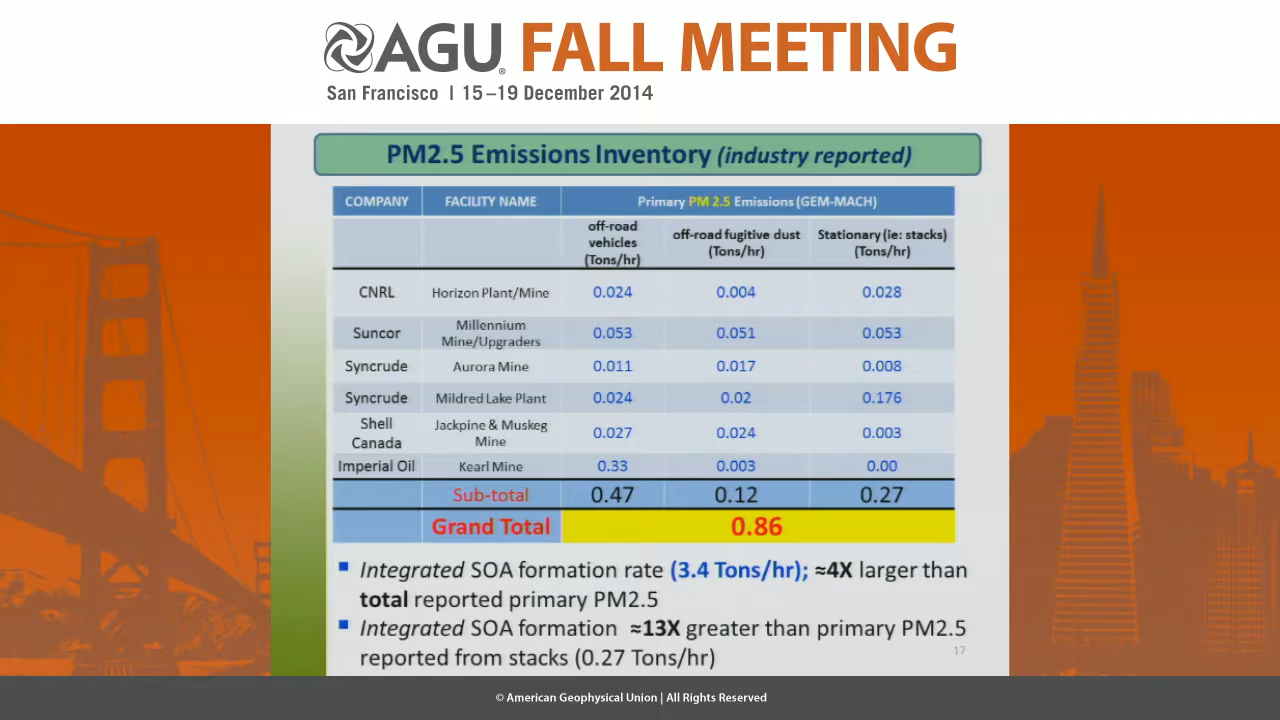 AGU® FALL MEETING
San Francisco | 15–19 December 2014
PM2.5 Emissions Inventory (industry reported)
COMPANY FACILITY NAME Primary PM 2.5 Emissions (GEM-MACH)
off-road vehicles (Tons/hr) off-road fugitive dust (Tons/hr) Stationary (ie: stacks) (Tons/hr)
CNRL Horizon Plant/Mine 0.024 0.004 0.028
Suncor Millennium Mine/Upgraders 0.053 0.051 0.053
Syncrude Aurora Mine 0.011 0.017 0.008
Syncrude Mildred Lake Plant 0.024 0.02 0.176
Shell Canada Jackpine & Muskeg Mine 0.027 0.024 0.003
Imperial Oil Kearl Mine 0.33 0.003 0.00
Sub-total 0.47 0.12 0.27
Grand Total 0.86
▪ Integrated SOA formation rate (3.4 Tons/hr); ≈4X larger than
total reported primary PM2.5
▪ Integrated SOA formation ≈13X greater than primary PM2.5
reported from stacks (0.27 Tons/hr)
17
© American Geophysical Union | All Rights Reserved